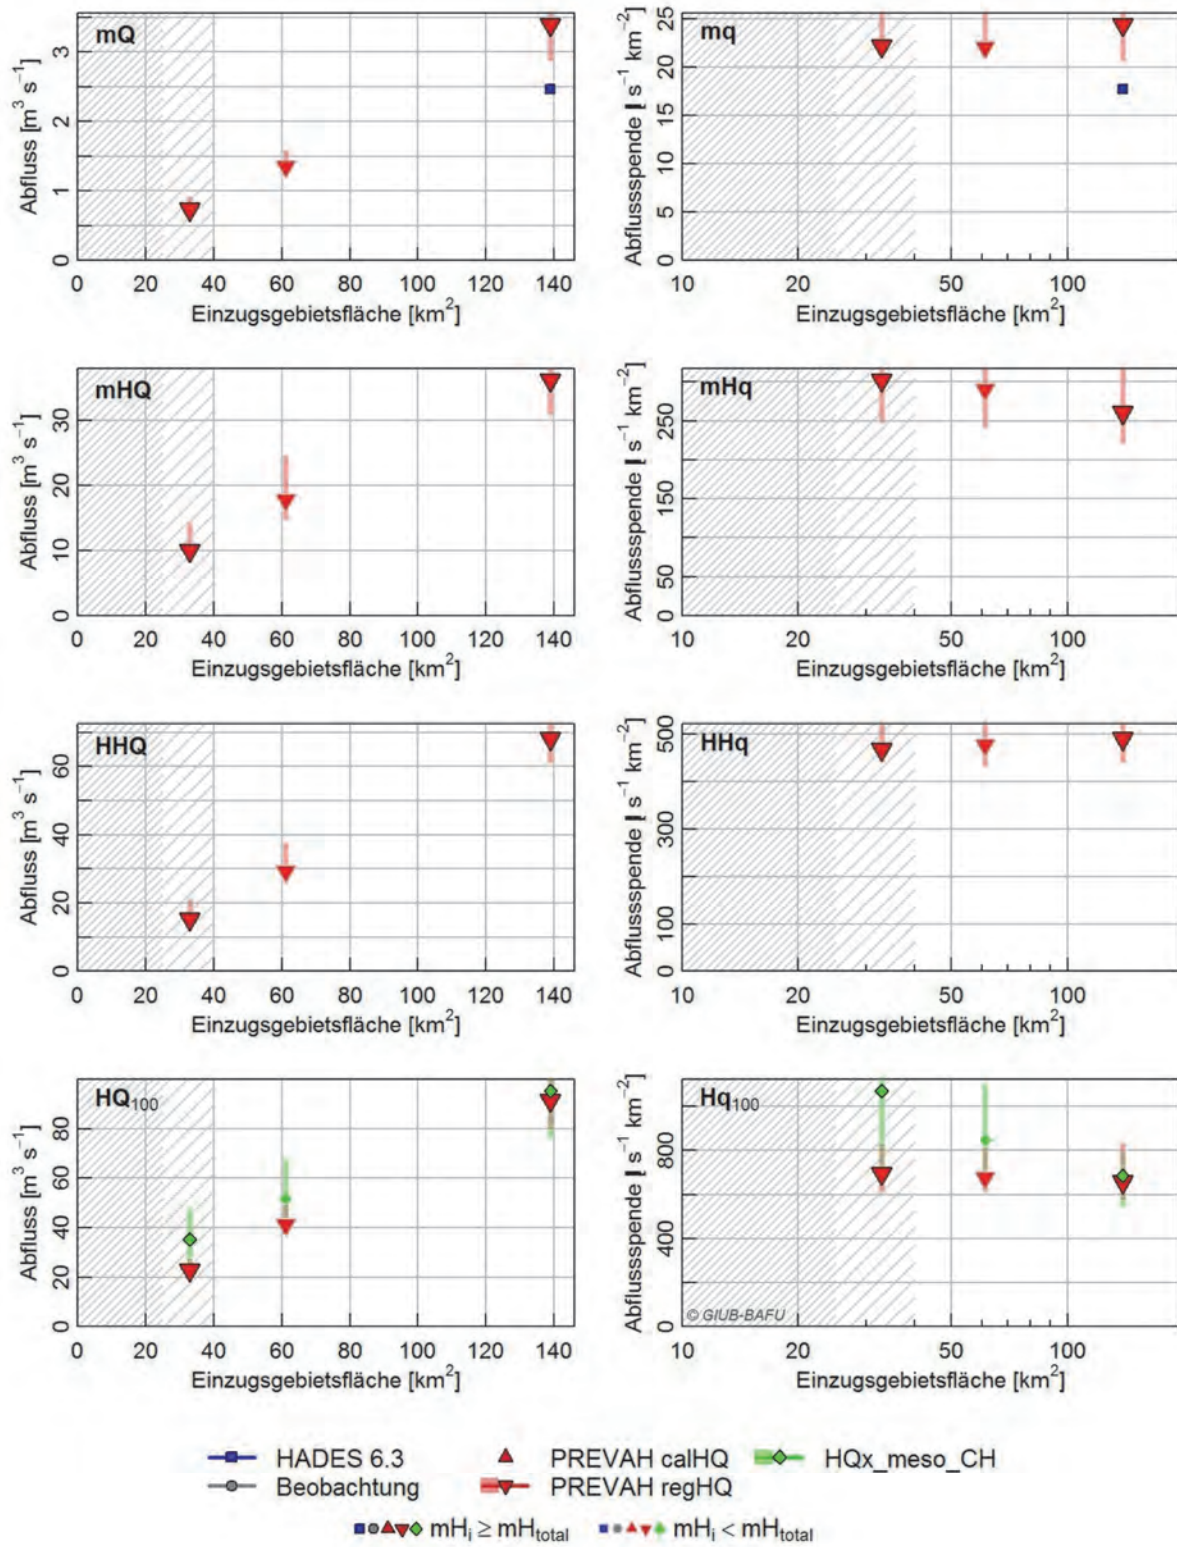 mQ
Abfluss [m³ s⁻¹]
0 1 2 3
0 20 40 60 80 100 120 140
Einzugsgebietsfläche [km²]
mq
Abflussspende [l s⁻¹ km⁻²]
0 5 10 15 20 25
10 20 50 100
Einzugsgebietsfläche [km²]
mHQ
Abfluss [m³ s⁻¹]
0 10 20 30
0 20 40 60 80 100 120 140
Einzugsgebietsfläche [km²]
mHq
Abflussspende [l s⁻¹ km⁻²]
0 50 150 250
10 20 50 100
Einzugsgebietsfläche [km²]
HHQ
Abfluss [m³ s⁻¹]
0 20 40 60
0 20 40 60 80 100 120 140
Einzugsgebietsfläche [km²]
HHq
Abflussspende [l s⁻¹ km⁻²]
0 100 300 500
10 20 50 100
Einzugsgebietsfläche [km²]
HQ₁₀₀
Abfluss [m³ s⁻¹]
0 20 40 60 80
0 20 40 60 80 100 120 140
Einzugsgebietsfläche [km²]
Hq₁₀₀
Abflussspende [l s⁻¹ km⁻²]
0 400 800
© GIUB-BAFU
10 20 50 100
Einzugsgebietsfläche [km²]
HADES 6.3 PREVAH calHQ HQx_meso_CH
Beobachtung PREVAH regHQ
mHᵢ ≥ mH_total mHᵢ < mH_total